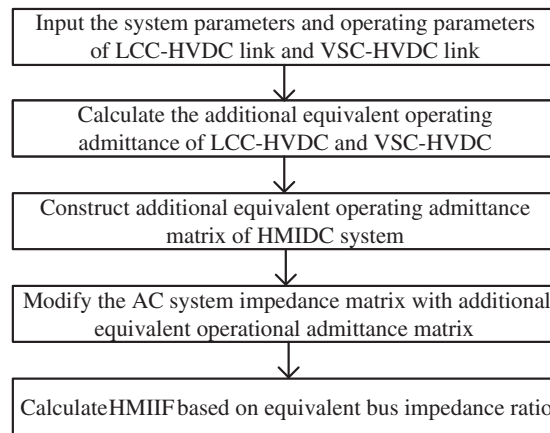 Input the system parameters and operating parameters
of LCC-HVDC link and VSC-HVDC link
Calculate the additional equivalent operating
admittance of LCC-HVDC and VSC-HVDC
Construct additional equivalent operating admittance
matrix of HMIDC system
Modify the AC system impedance matrix with additional
equivalent operational admittance matrix
Calculate HMIIF based on equivalent bus impedance ratio